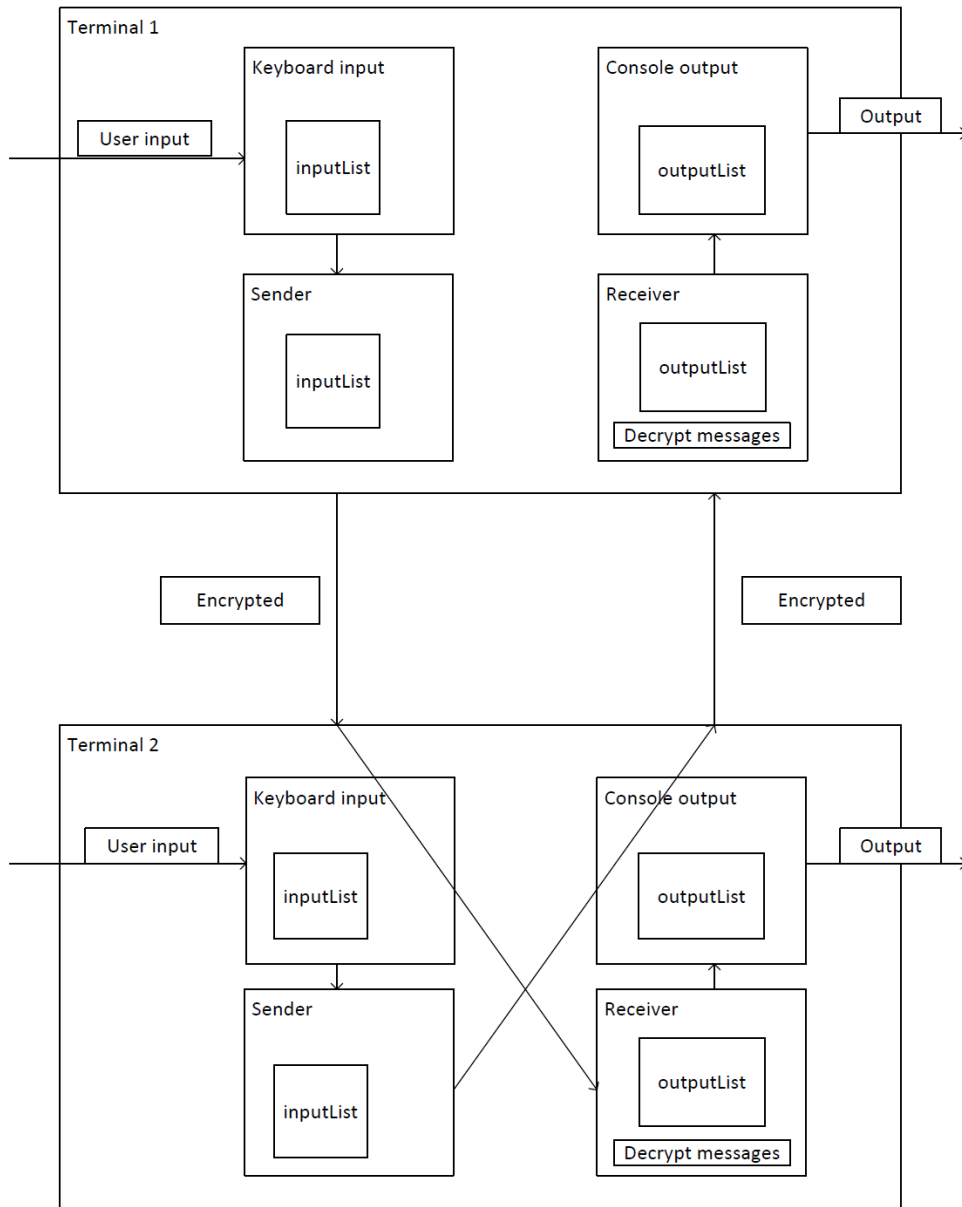 Terminal 1
Keyboard input
Console output
User input
Output
inputList
outputList
Sender
Receiver
inputList
outputList
Decrypt messages
Encrypted
Encrypted
Terminal 2
Keyboard input
Console output
User input
Output
inputList
outputList
Sender
Receiver
inputList
outputList
Decrypt messages